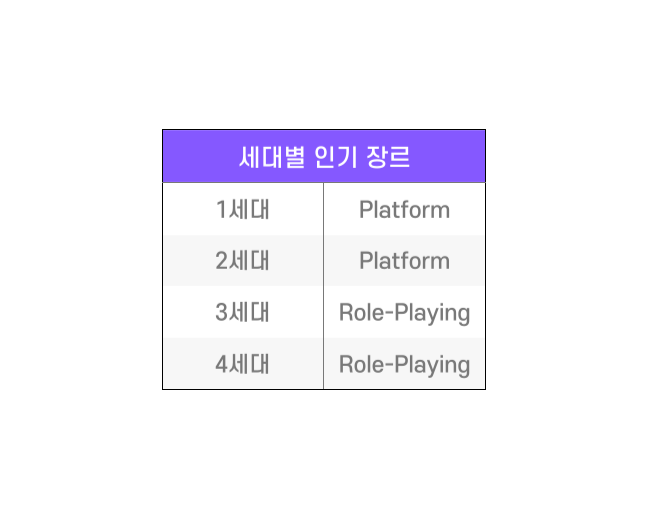 세대별 인기 장르
1세대 Platform
2세대 Platform
3세대 Role-Playing
4세대 Role-Playing